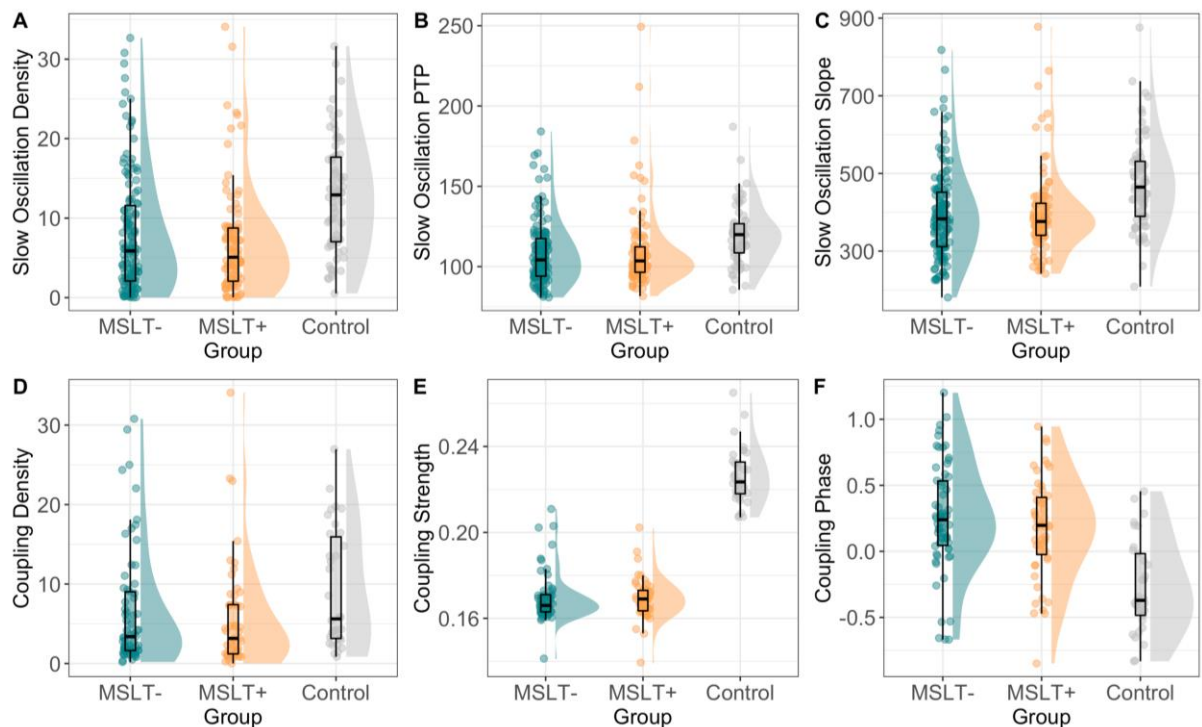 A
Slow Oscillation Density
30
20
10
0
MSLT-
MSLT+
Control
Group
B
Slow Oscillation PTP
250
200
150
100
MSLT-
MSLT+
Control
Group
C
Slow Oscillation Slope
900
700
500
300
MSLT-
MSLT+
Control
Group
D
Coupling Density
30
20
10
0
MSLT-
MSLT+
Control
Group
E
Coupling Strength
0.24
0.20
0.16
MSLT-
MSLT+
Control
Group
F
Coupling Phase
1.0
0.5
0.0
-0.5
MSLT-
MSLT+
Control
Group